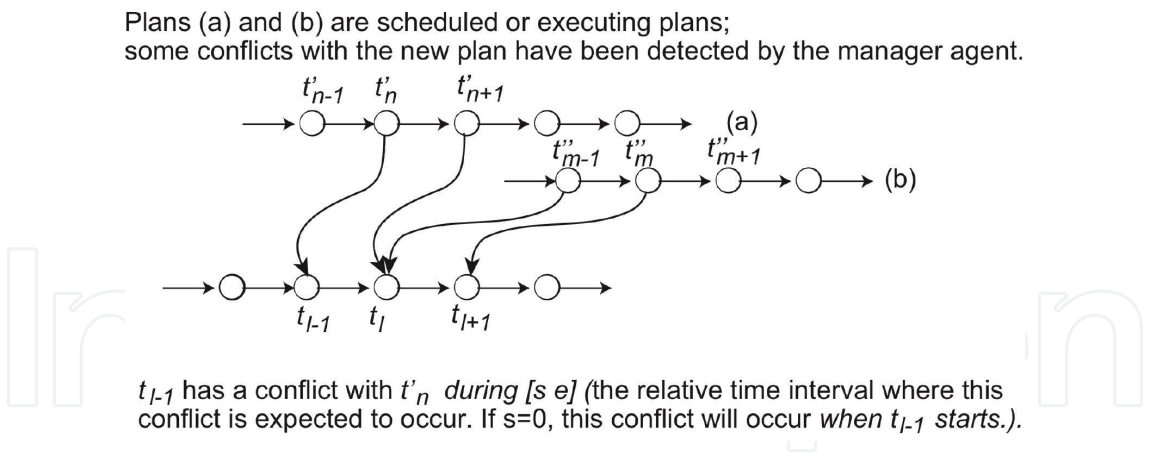 Plans (a) and (b) are scheduled or executing plans;
some conflicts with the new plan have been detected by the manager agent.
t'n-1 t'n t'n+1
(a)
t''m-1 t''m t''m+1
(b)
tl-1 tl tl+1
tl-1 has a conflict with t'n during [s e] (the relative time interval where this
conflict is expected to occur. If s=0, this conflict will occur when tl-1 starts.).